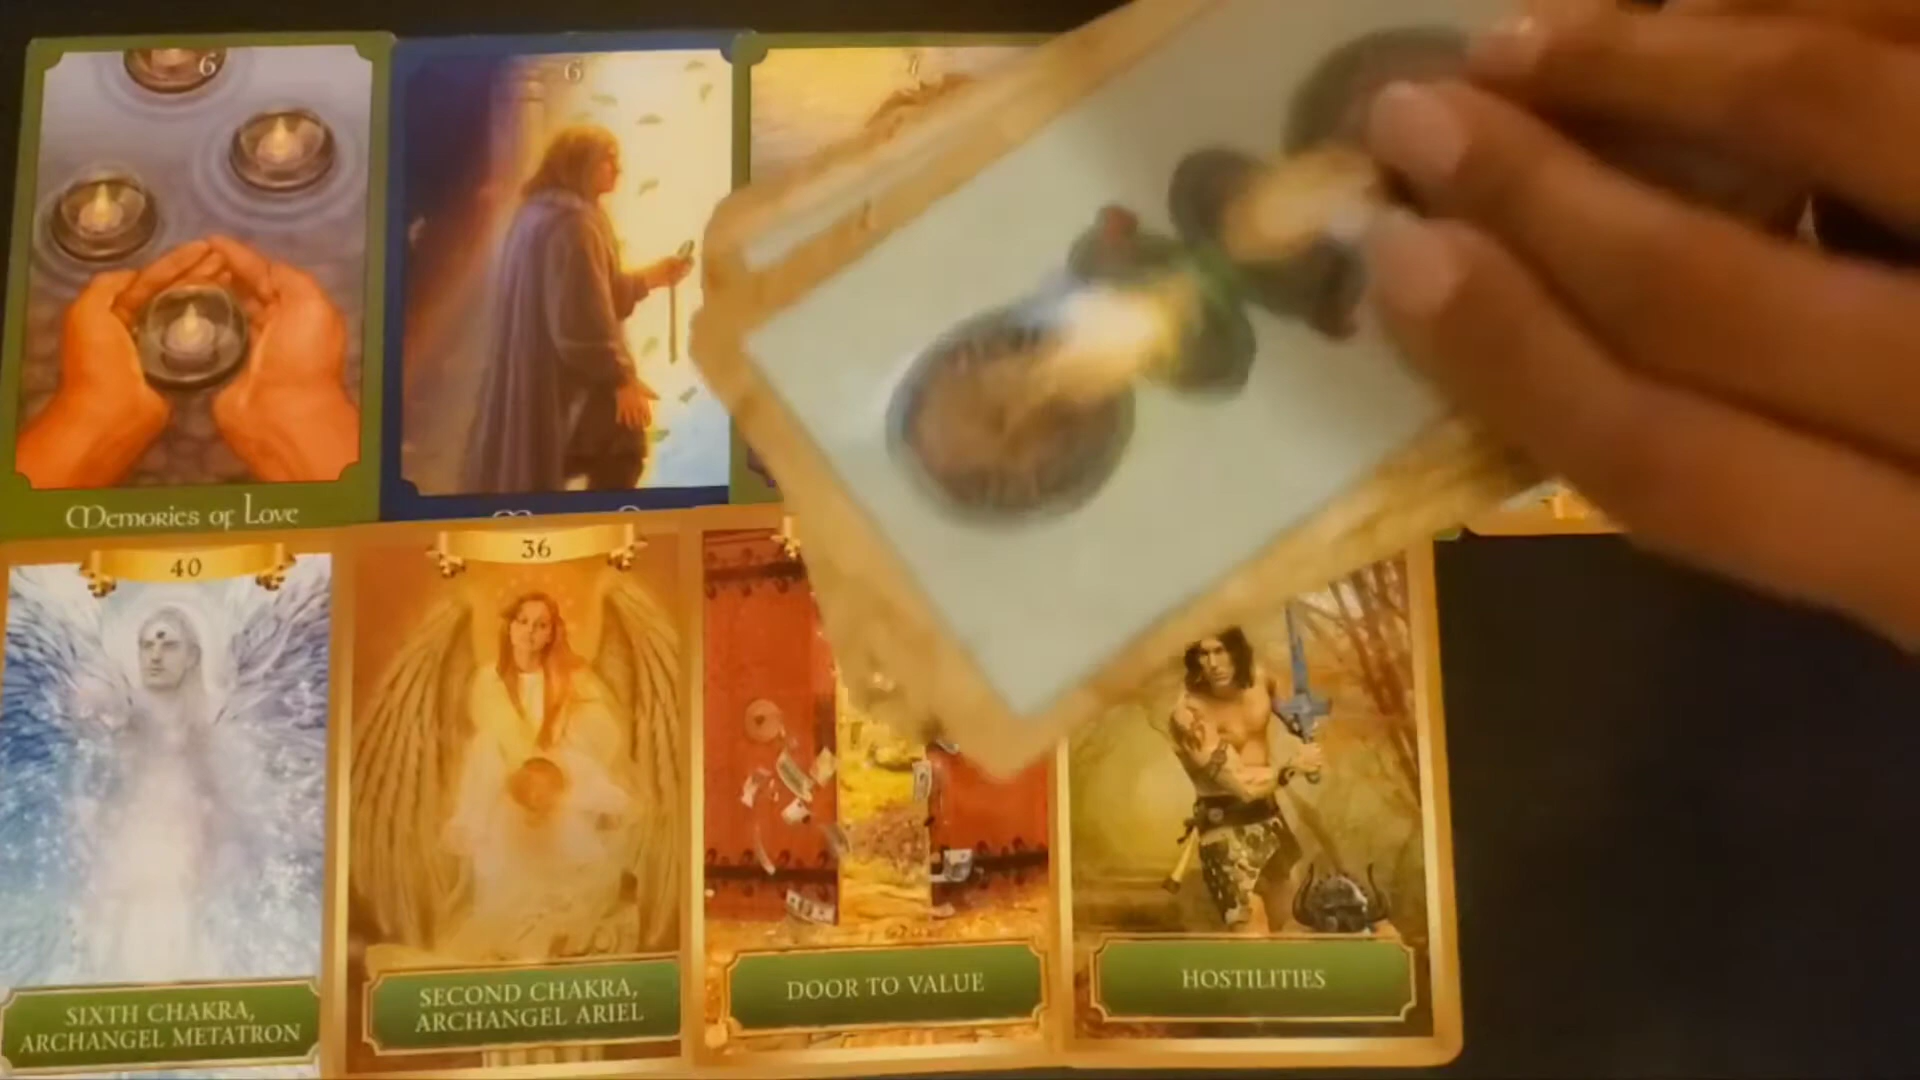 6
6
Memories of Love
40
36
SIXTH CHAKRA,
ARCHANGEL METATRON
SECOND CHAKRA,
ARCHANGEL ARIEL
DOOR TO VALUE
HOSTILITIES